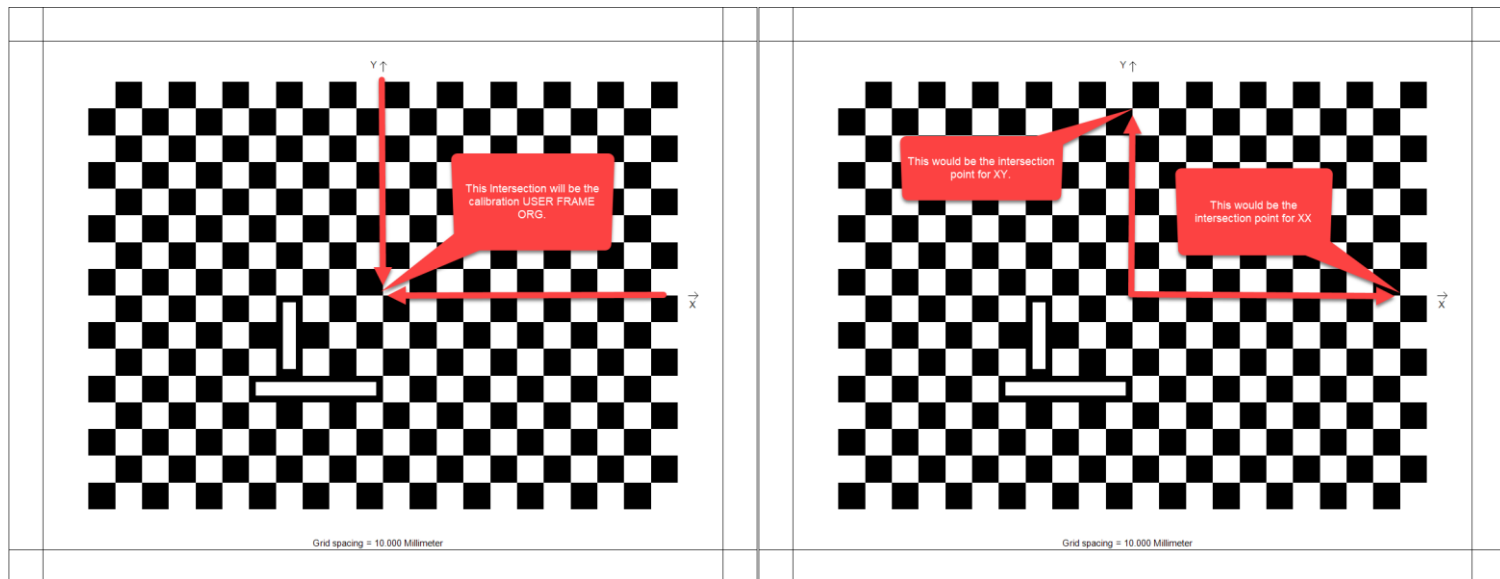 Y↑
This Intersection will be the
calibration USER FRAME
ORG.
→
X
Grid spacing = 10.000 Millimeter
Y↑
This would be the intersection
point for XY.
This would be the
intersection point for XX
→
X
Grid spacing = 10.000 Millimeter